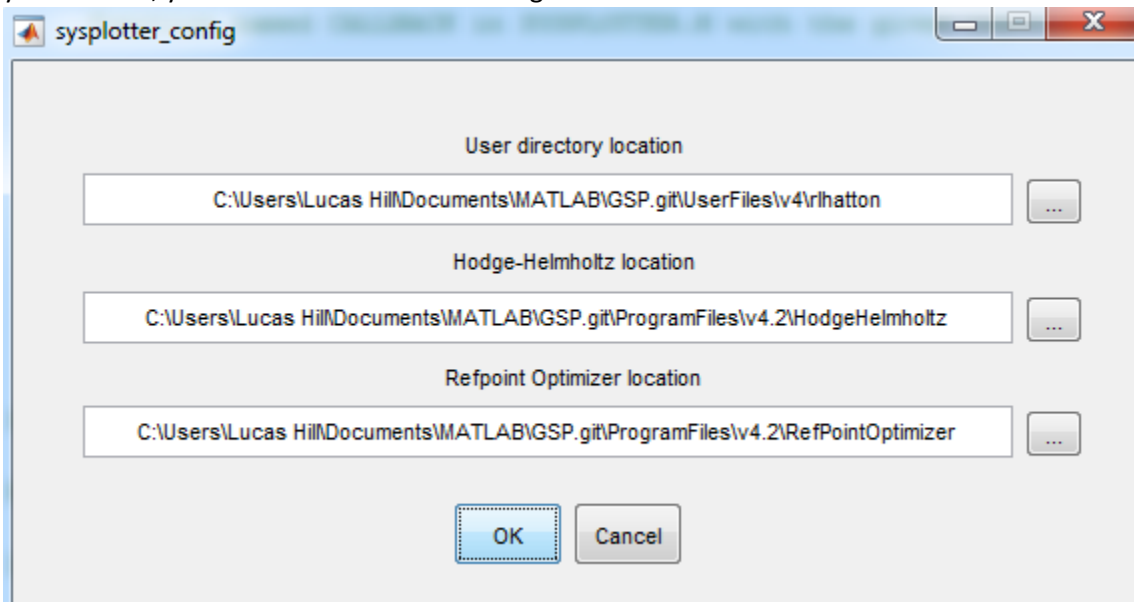 sysplotter_config
User directory location
C:\Users\Lucas Hill\Documents\MATLAB\GSP.git\UserFiles\v4\rlhatton
...
Hodge-Helmholtz location
C:\Users\Lucas Hill\Documents\MATLAB\GSP.git\ProgramFiles\v4.2\HodgeHelmholtz
...
Refpoint Optimizer location
C:\Users\Lucas Hill\Documents\MATLAB\GSP.git\ProgramFiles\v4.2\RefPointOptimizer
...
OK Cancel